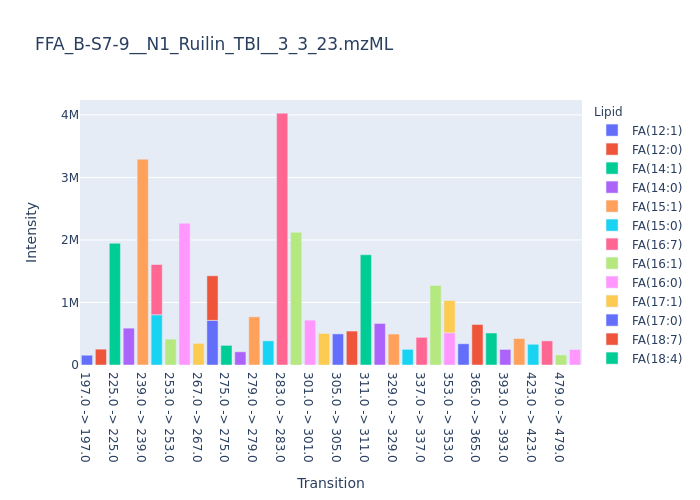 FFA_B-S7-9__N1_Ruilin_TBI__3_3_23.mzML
Intensity
4M
3M
2M
1M
0
197.0 -> 197.0
225.0 -> 225.0
239.0 -> 239.0
253.0 -> 253.0
267.0 -> 267.0
275.0 -> 275.0
279.0 -> 279.0
283.0 -> 283.0
301.0 -> 301.0
305.0 -> 305.0
311.0 -> 311.0
329.0 -> 329.0
337.0 -> 337.0
353.0 -> 353.0
365.0 -> 365.0
393.0 -> 393.0
423.0 -> 423.0
479.0 -> 479.0
Transition
Lipid
FA(12:1)
FA(12:0)
FA(14:1)
FA(14:0)
FA(15:1)
FA(15:0)
FA(16:7)
FA(16:1)
FA(16:0)
FA(17:1)
FA(17:0)
FA(18:7)
FA(18:4)